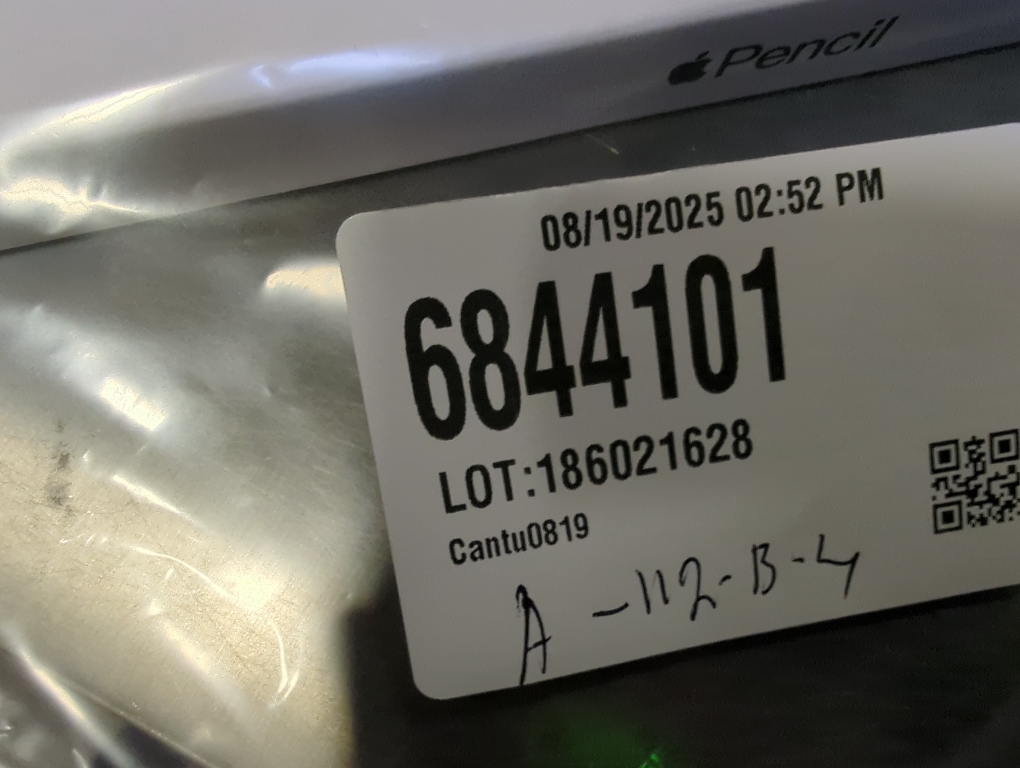 Pencil
08/19/2025 02:52 PM
6844101
LOT:186021628
Cantu0819
A -112-B-4